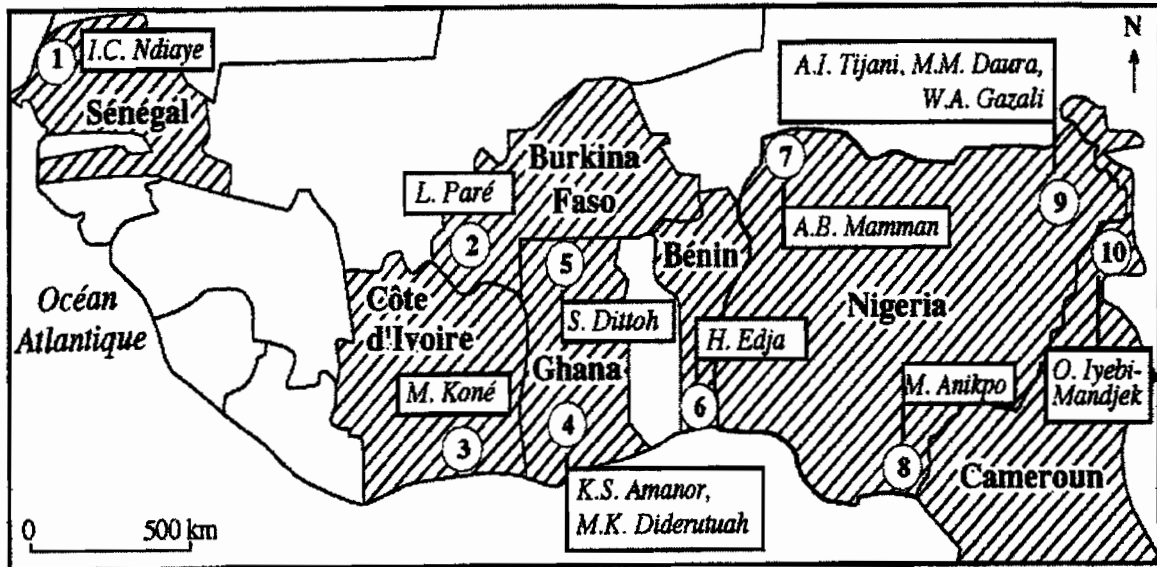 N
1
I.C. Ndiaye
A.I. Tijani, M.M. Daura,
W.A. Gazali
Sénégal
Burkina
Faso
7
L. Paré
9
2
5
Bénin
A.B. Mamman
10
Océan
Atlantique
Côte
d'Ivoire
S. Dittoh
Nigeria
Ghana
H. Edja
M. Koné
M. Anikpo
O. Iyebi-
Mandjek
3
4
6
8
Cameroun
K.S. Amanor,
M.K. Diderutuah
0 500 km